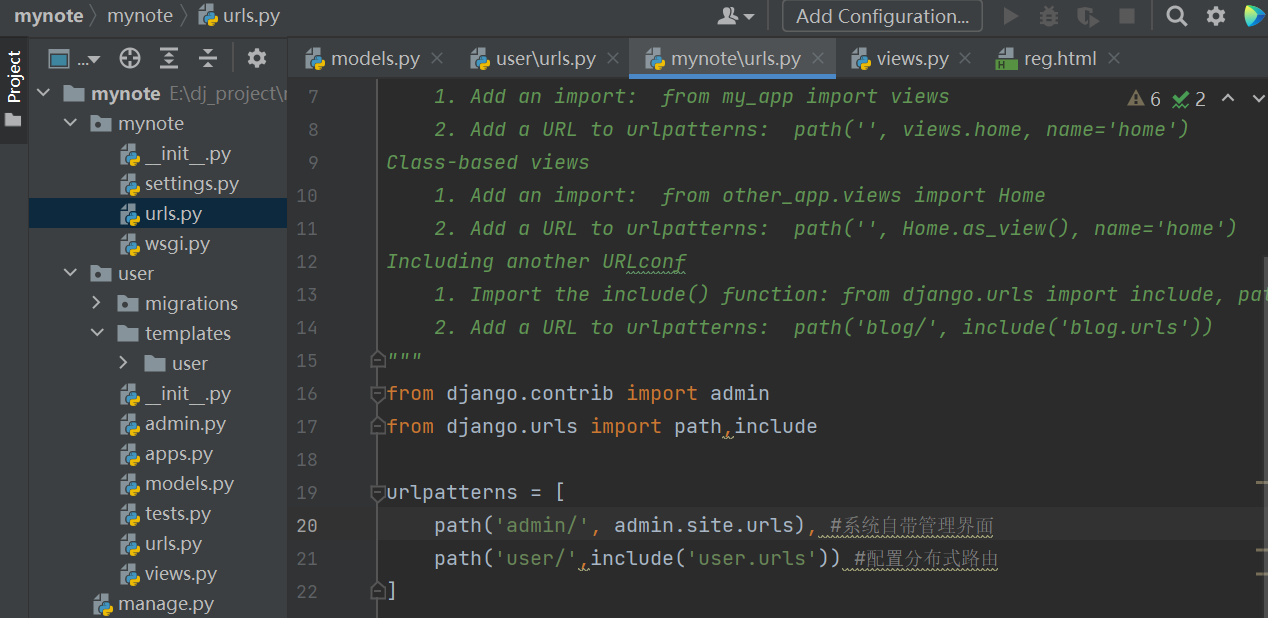 mynote mynote urls.py Add Configuration...
Project
...
models.py user\urls.py mynote\urls.py views.py reg.html
mynote E:\dj_project\
mynote
__init__.py
settings.py
urls.py
wsgi.py
user
migrations
templates
user
__init__.py
admin.py
apps.py
models.py
tests.py
urls.py
views.py
manage.py
6 2
7 1. Add an import:  from my_app import views
8 2. Add a URL to urlpatterns:  path('', views.home, name='home')
9 Class-based views
10 1. Add an import:  from other_app.views import Home
11 2. Add a URL to urlpatterns:  path('', Home.as_view(), name='home')
12 Including another URLconf
13 1. Import the include() function: from django.urls import include, pat
14 2. Add a URL to urlpatterns:  path('blog/', include('blog.urls'))
15 """
16 from django.contrib import admin
17 from django.urls import path,include
18
19 urlpatterns = [
20 path('admin/', admin.site.urls), #系统自带管理界面
21 path('user/',include('user.urls')) #配置分布式路由
22 ]